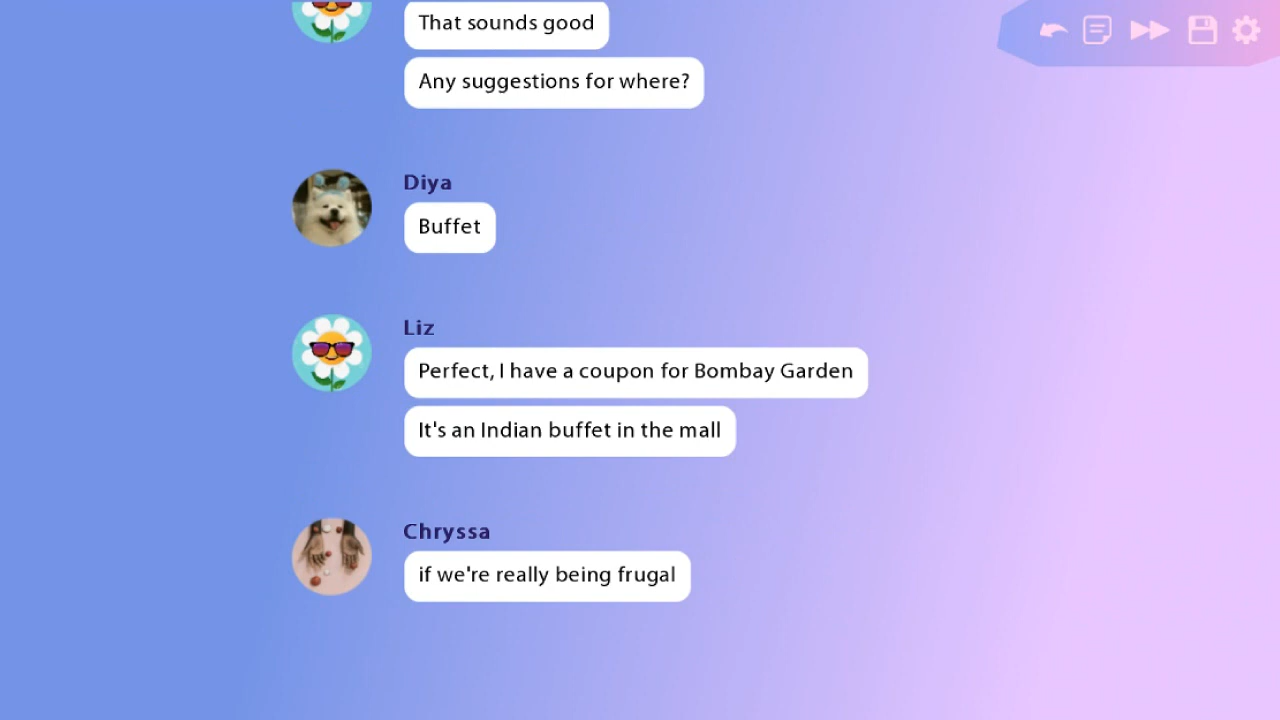 That sounds good
Any suggestions for where?
Diya
Buffet
Liz
Perfect, I have a coupon for Bombay Garden
It's an Indian buffet in the mall
Chryssa
if we're really being frugal